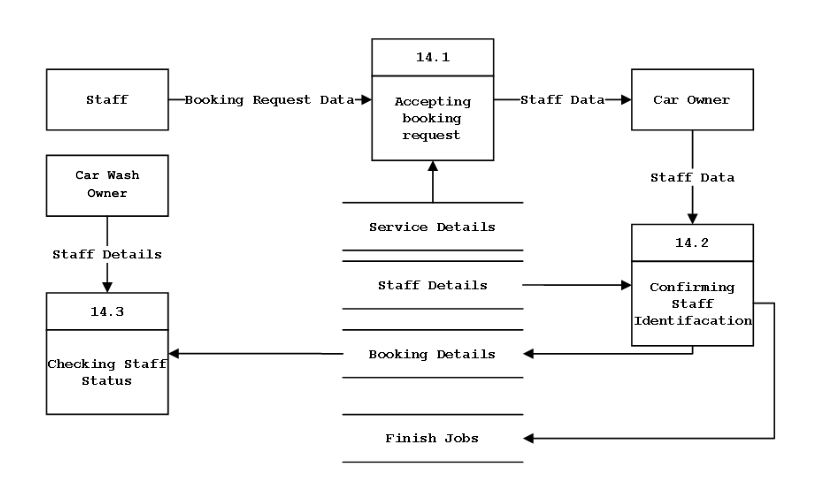 14.1
Staff
Booking Request Data
Accepting
booking
request
Staff Data
Car Owner
Car Wash
Owner
Staff Data
Service Details
14.2
Staff Details
Staff Details
Confirming
Staff
Identifacation
14.3
Checking Staff
Status
Booking Details
Finish Jobs